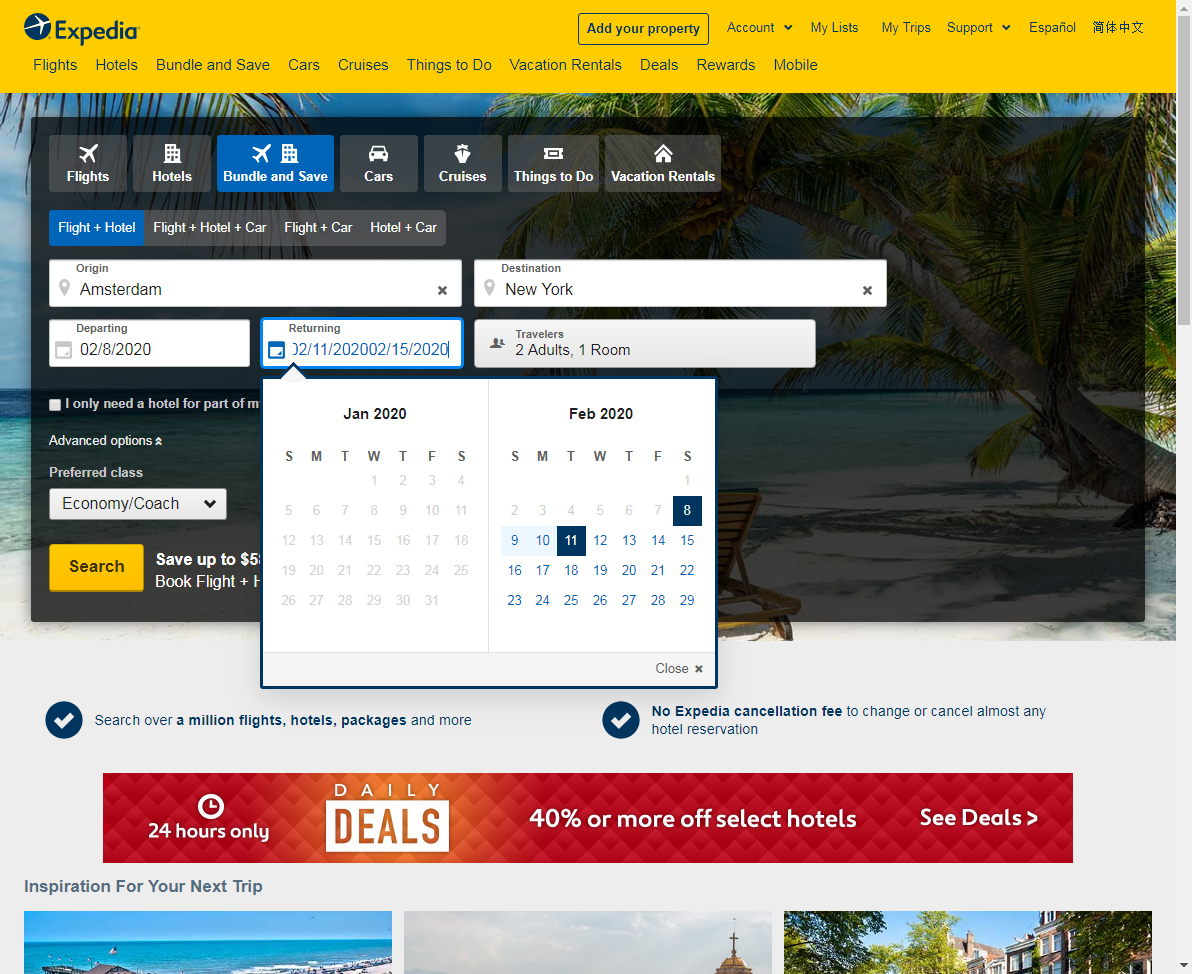 Expedia
Add your property
Account
My Lists
My Trips
Support
Español
简体中文
Flights
Hotels
Bundle and Save
Cars
Cruises
Things to Do
Vacation Rentals
Deals
Rewards
Mobile
Flights
Hotels
Bundle and Save
Cars
Cruises
Things to Do
Vacation Rentals
Flight + Hotel
Flight + Hotel + Car
Flight + Car
Hotel + Car
Origin
Amsterdam
Destination
New York
Departing
02/8/2020
Returning
02/11/202002/15/2020
Travelers
2 Adults, 1 Room
I only need a hotel for part of
Advanced options
Preferred class
Economy/Coach
Search
Save up to
Book Flight +
Jan 2020
S M T W T F S
1 2 3 4
5 6 7 8 9 10 11
12 13 14 15 16 17 18
19 20 21 22 23 24 25
26 27 28 29 30 31
Feb 2020
S M T W T F S
1
2 3 4 5 6 7 8
9 10 11 12 13 14 15
16 17 18 19 20 21 22
23 24 25 26 27 28 29
Close
Search over a million flights, hotels, packages and more
No Expedia cancellation fee to change or cancel almost any
hotel reservation
24 hours only
DAILY
DEALS
40% or more off select hotels
See Deals >
Inspiration For Your Next Trip